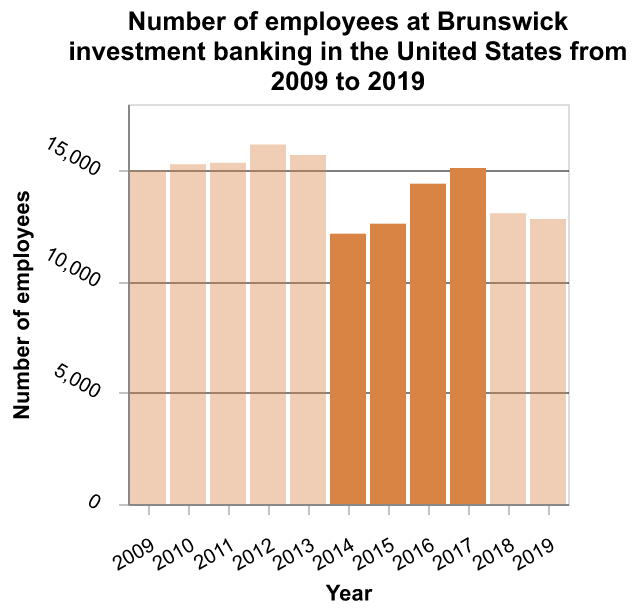 Number of employees at Brunswick
investment banking in the United States from
2009 to 2019
Number of employees
15,000
10,000
5,000
0
2009 2010 2011 2012 2013 2014 2015 2016 2017 2018 2019
Year